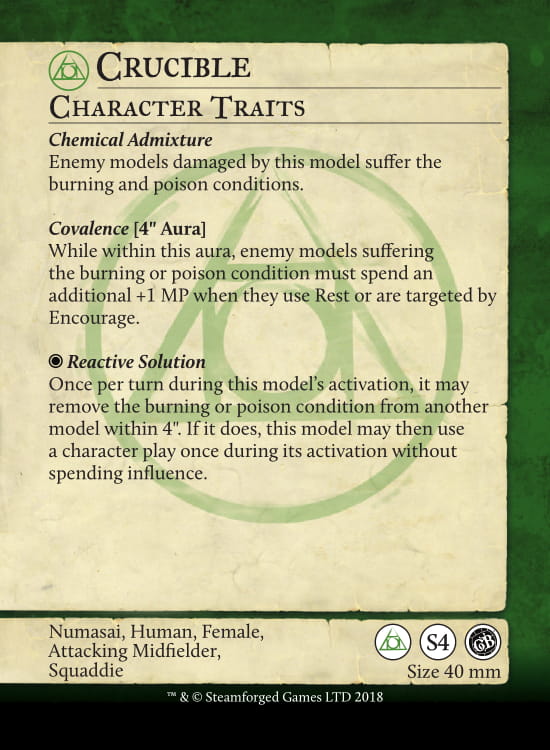 Crucible
Character Traits
Chemical Admixture
Enemy models damaged by this model suffer the
burning and poison conditions.
Covalence [4" Aura]
While within this aura, enemy models suffering
the burning or poison condition must spend an
additional +1 MP when they use Rest or are targeted by
Encourage.
Reactive Solution
Once per turn during this model's activation, it may
remove the burning or poison condition from another
model within 4". If it does, this model may then use
a character play once during its activation without
spending influence.
Numasai, Human, Female,
Attacking Midfielder,
Squaddie
S4
GB
Size 40 mm
™ & © Steamforged Games LTD 2018